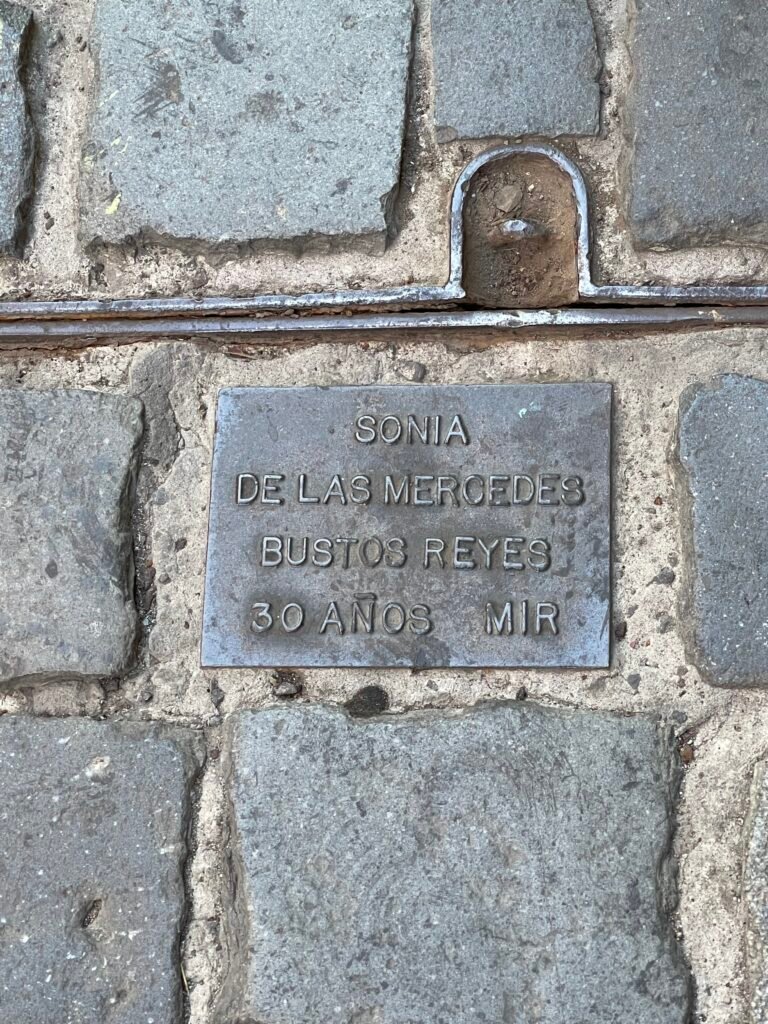 SONIA
DE LAS MERCEDES
BUSTOS REYES
30 AÑOS MIR